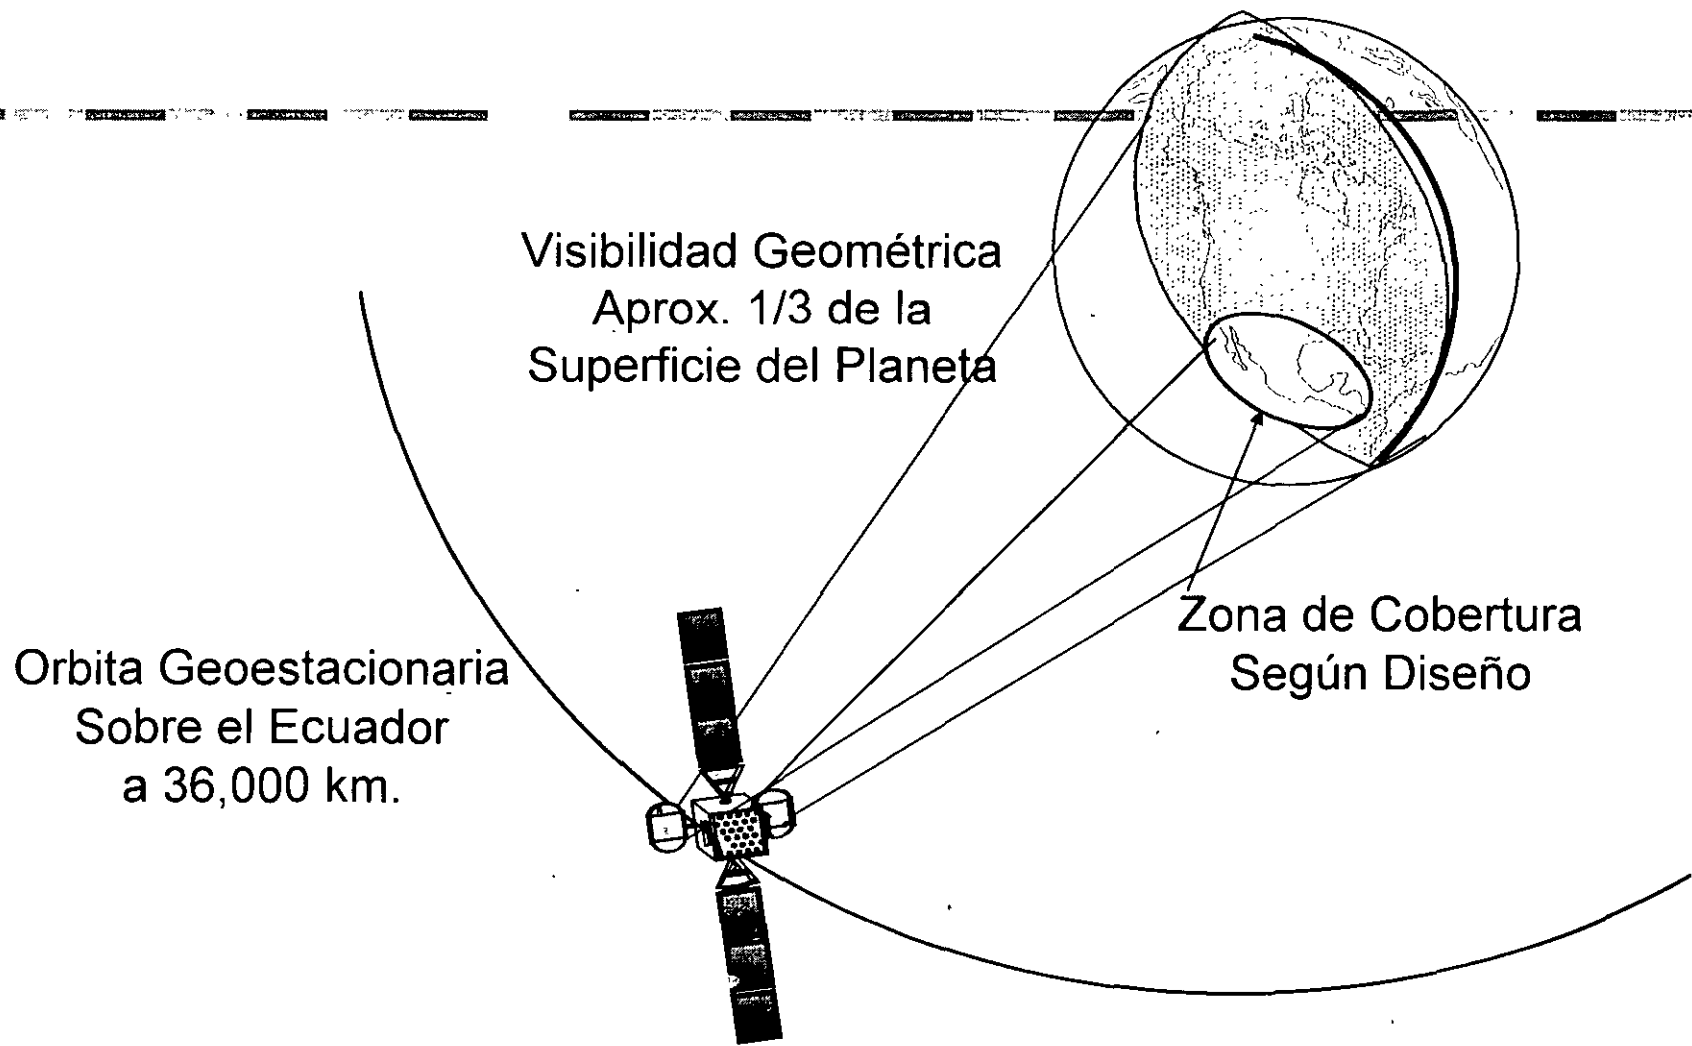 Visibilidad Geométrica
Aprox. 1/3 de la
Superficie del Planeta
Orbita Geoestacionaria
Sobre el Ecuador
a 36,000 km.
Zona de Cobertura
Según Diseño